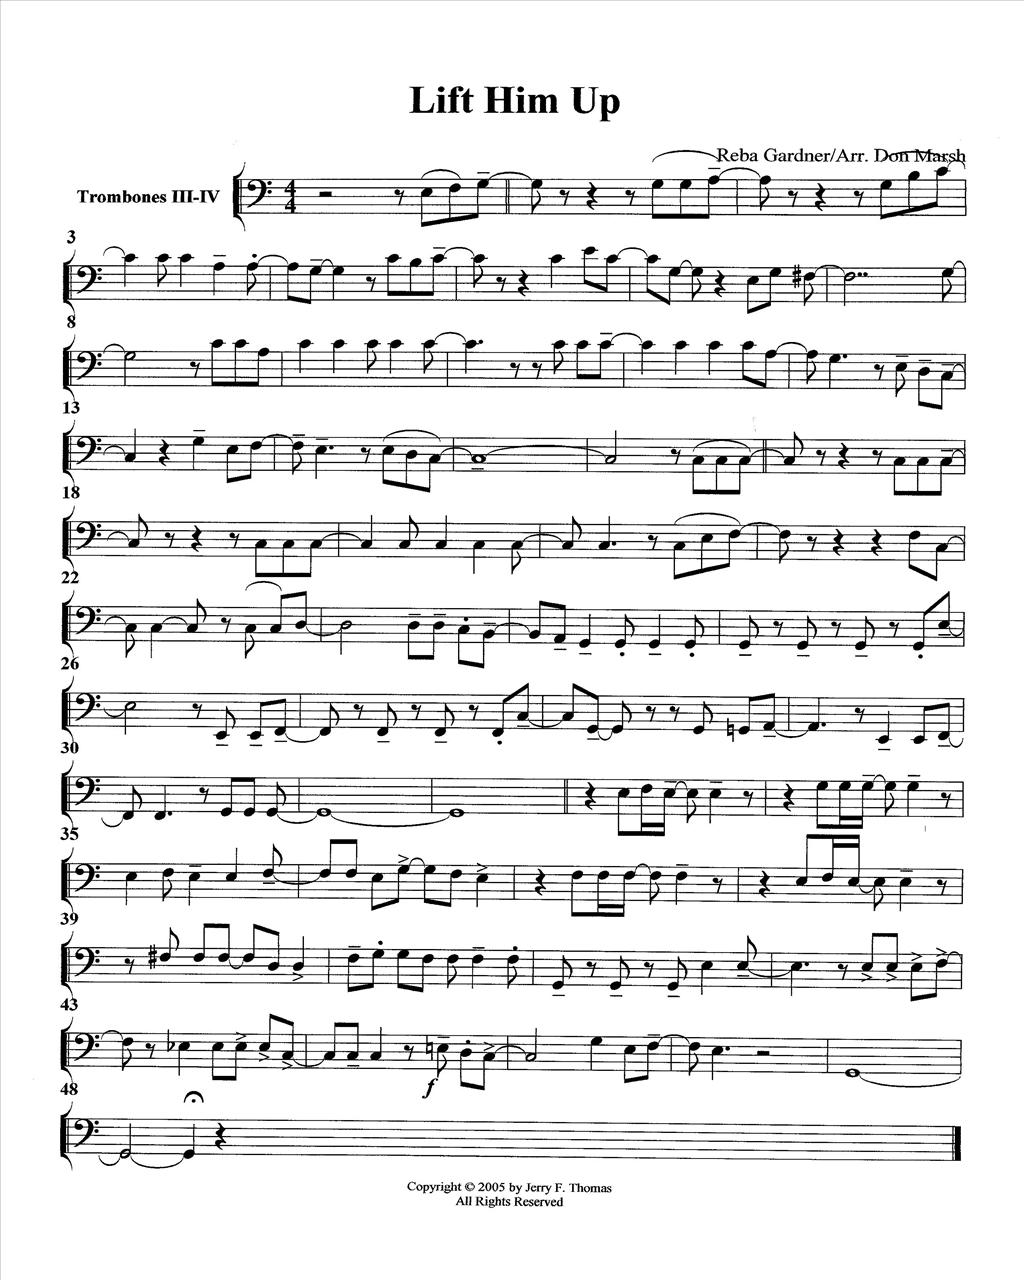 Lift Him Up
Reba Gardner/Arr. Don Marsh
Trombones III-IV
4
4
3
8
13
18
22
26
30
35
39
43
f
48
Copyright © 2005 by Jerry F. Thomas
All Rights Reserved